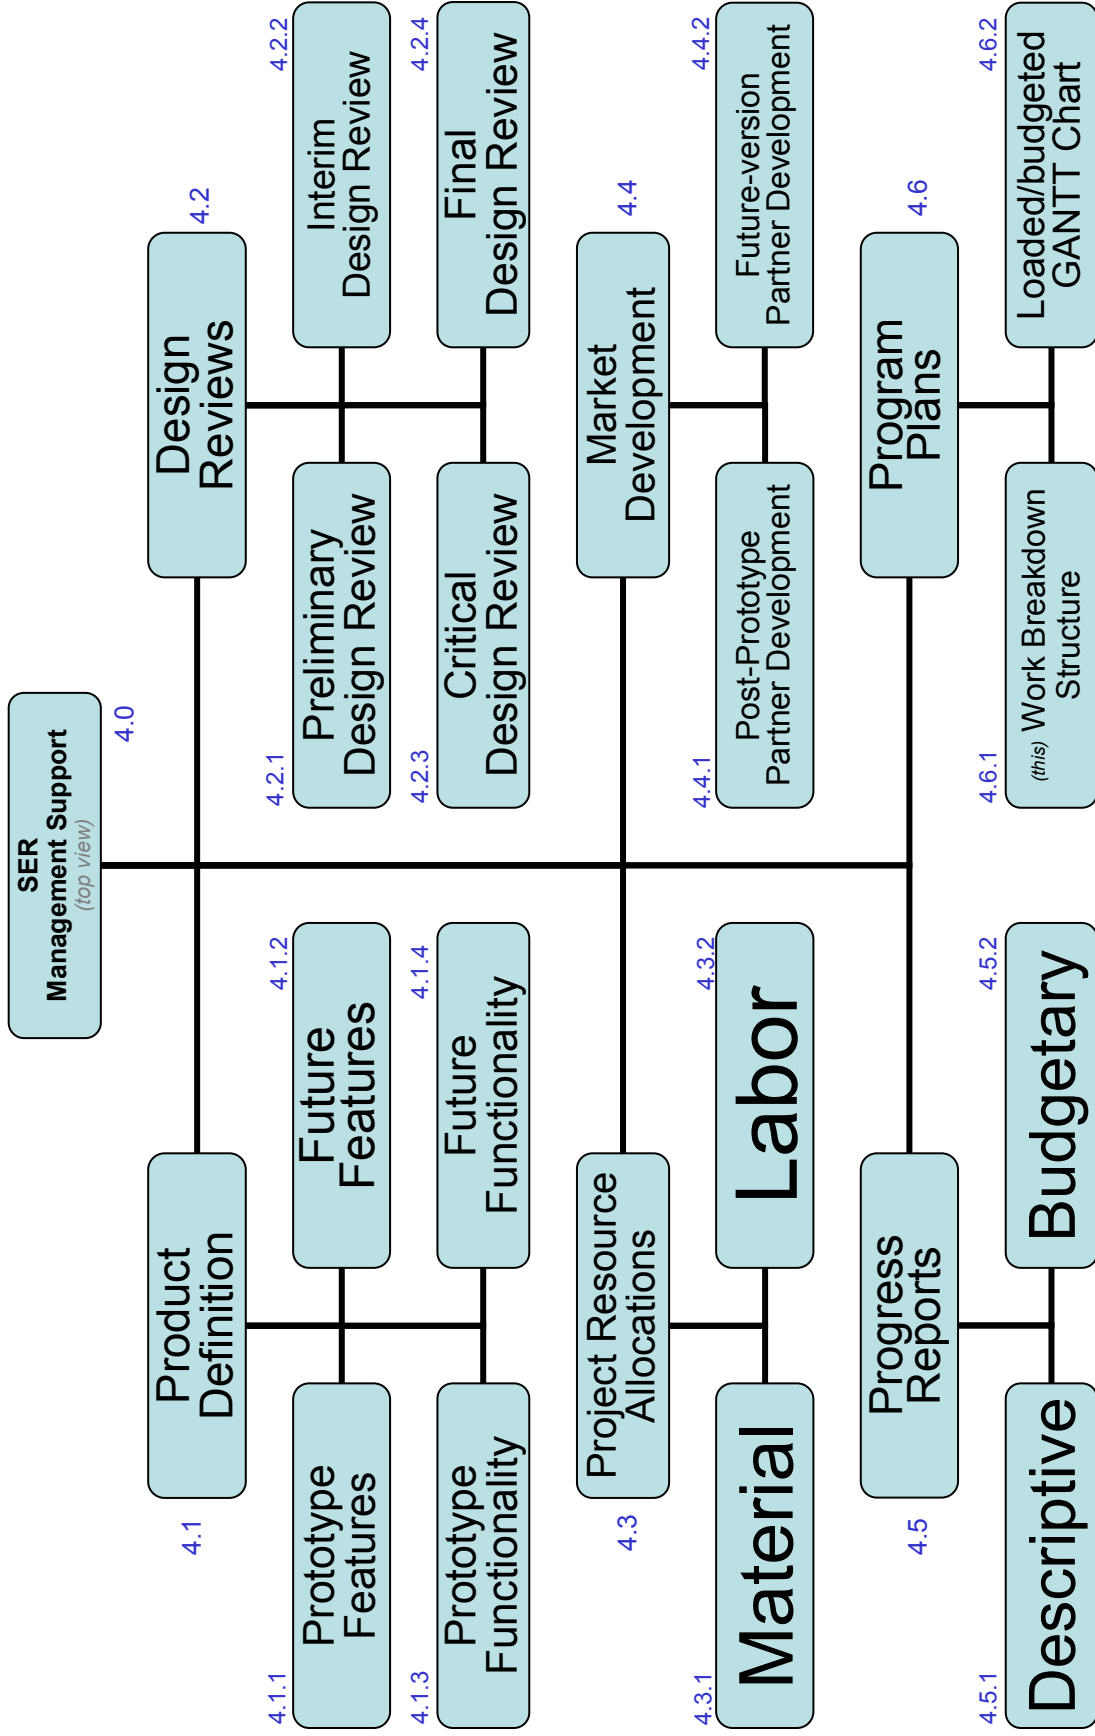 SER
Management Support
(top view)
4.0
4.1
Product
Definition
Design
Reviews
4.2
4.1.1
Prototype
Features
4.1.2
Future
Features
4.2.1
Preliminary
Design Review
4.2.2
Interim
Design Review
4.1.3
Prototype
Functionality
4.1.4
Future
Functionality
4.2.3
Critical
Design Review
4.2.4
Final
Design Review
4.3
Project Resource
Allocations
Market
Development
4.4
4.3.1
Material
4.3.2
Labor
4.4.1
Post-Prototype
Partner Development
4.4.2
Future-version
Partner Development
4.5
Progress
Reports
Program
Plans
4.6
4.5.1
Descriptive
4.5.2
Budgetary
4.6.1
(this) Work Breakdown
Structure
4.6.2
Loaded/budgeted
GANTT Chart